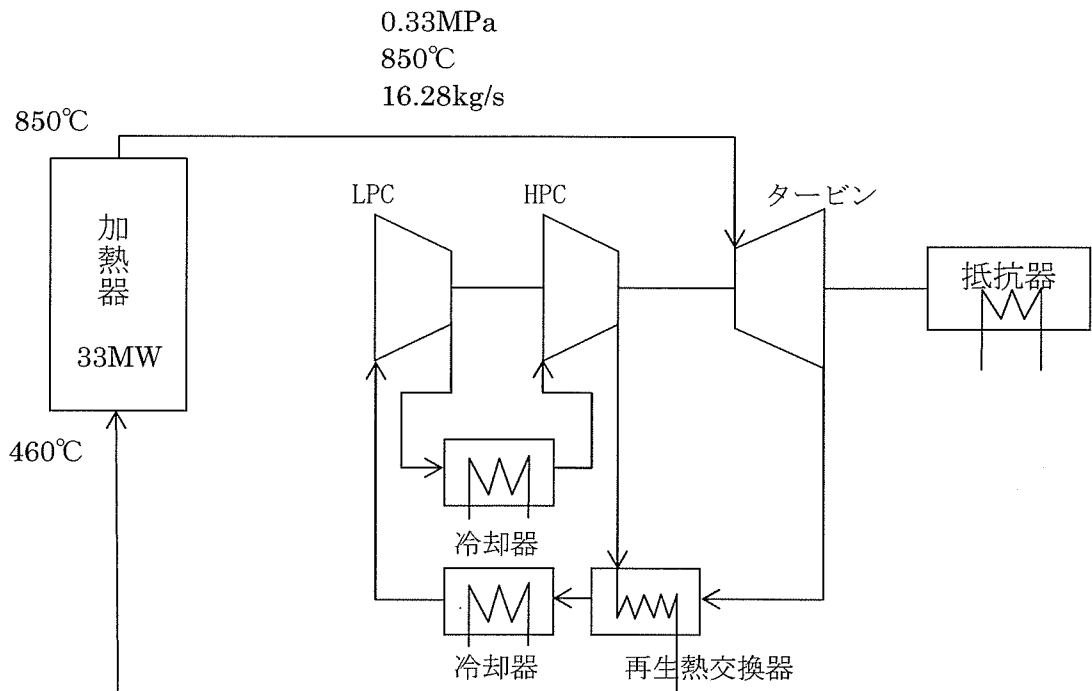 0.33MPa
850℃
16.28kg/s
850℃
LPC
HPC
タービン
加熱器
33MW
抵抗器
460℃
冷却器
冷却器
再生熱交換器